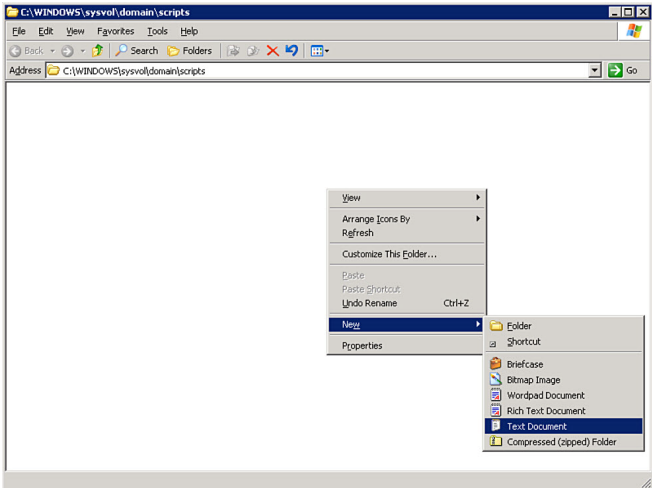 C:\WINDOWS\sysvol\domain\scripts
File Edit View Favorites Tools Help
Back Search Folders
Address C:\WINDOWS\sysvol\domain\scripts Go
View
Arrange Icons By
Refresh
Customize This Folder...
Paste
Paste Shortcut
Undo Rename Ctrl+Z
New
Properties
Folder
Shortcut
Briefcase
Bitmap Image
Wordpad Document
Rich Text Document
Text Document
Compressed (zipped) Folder